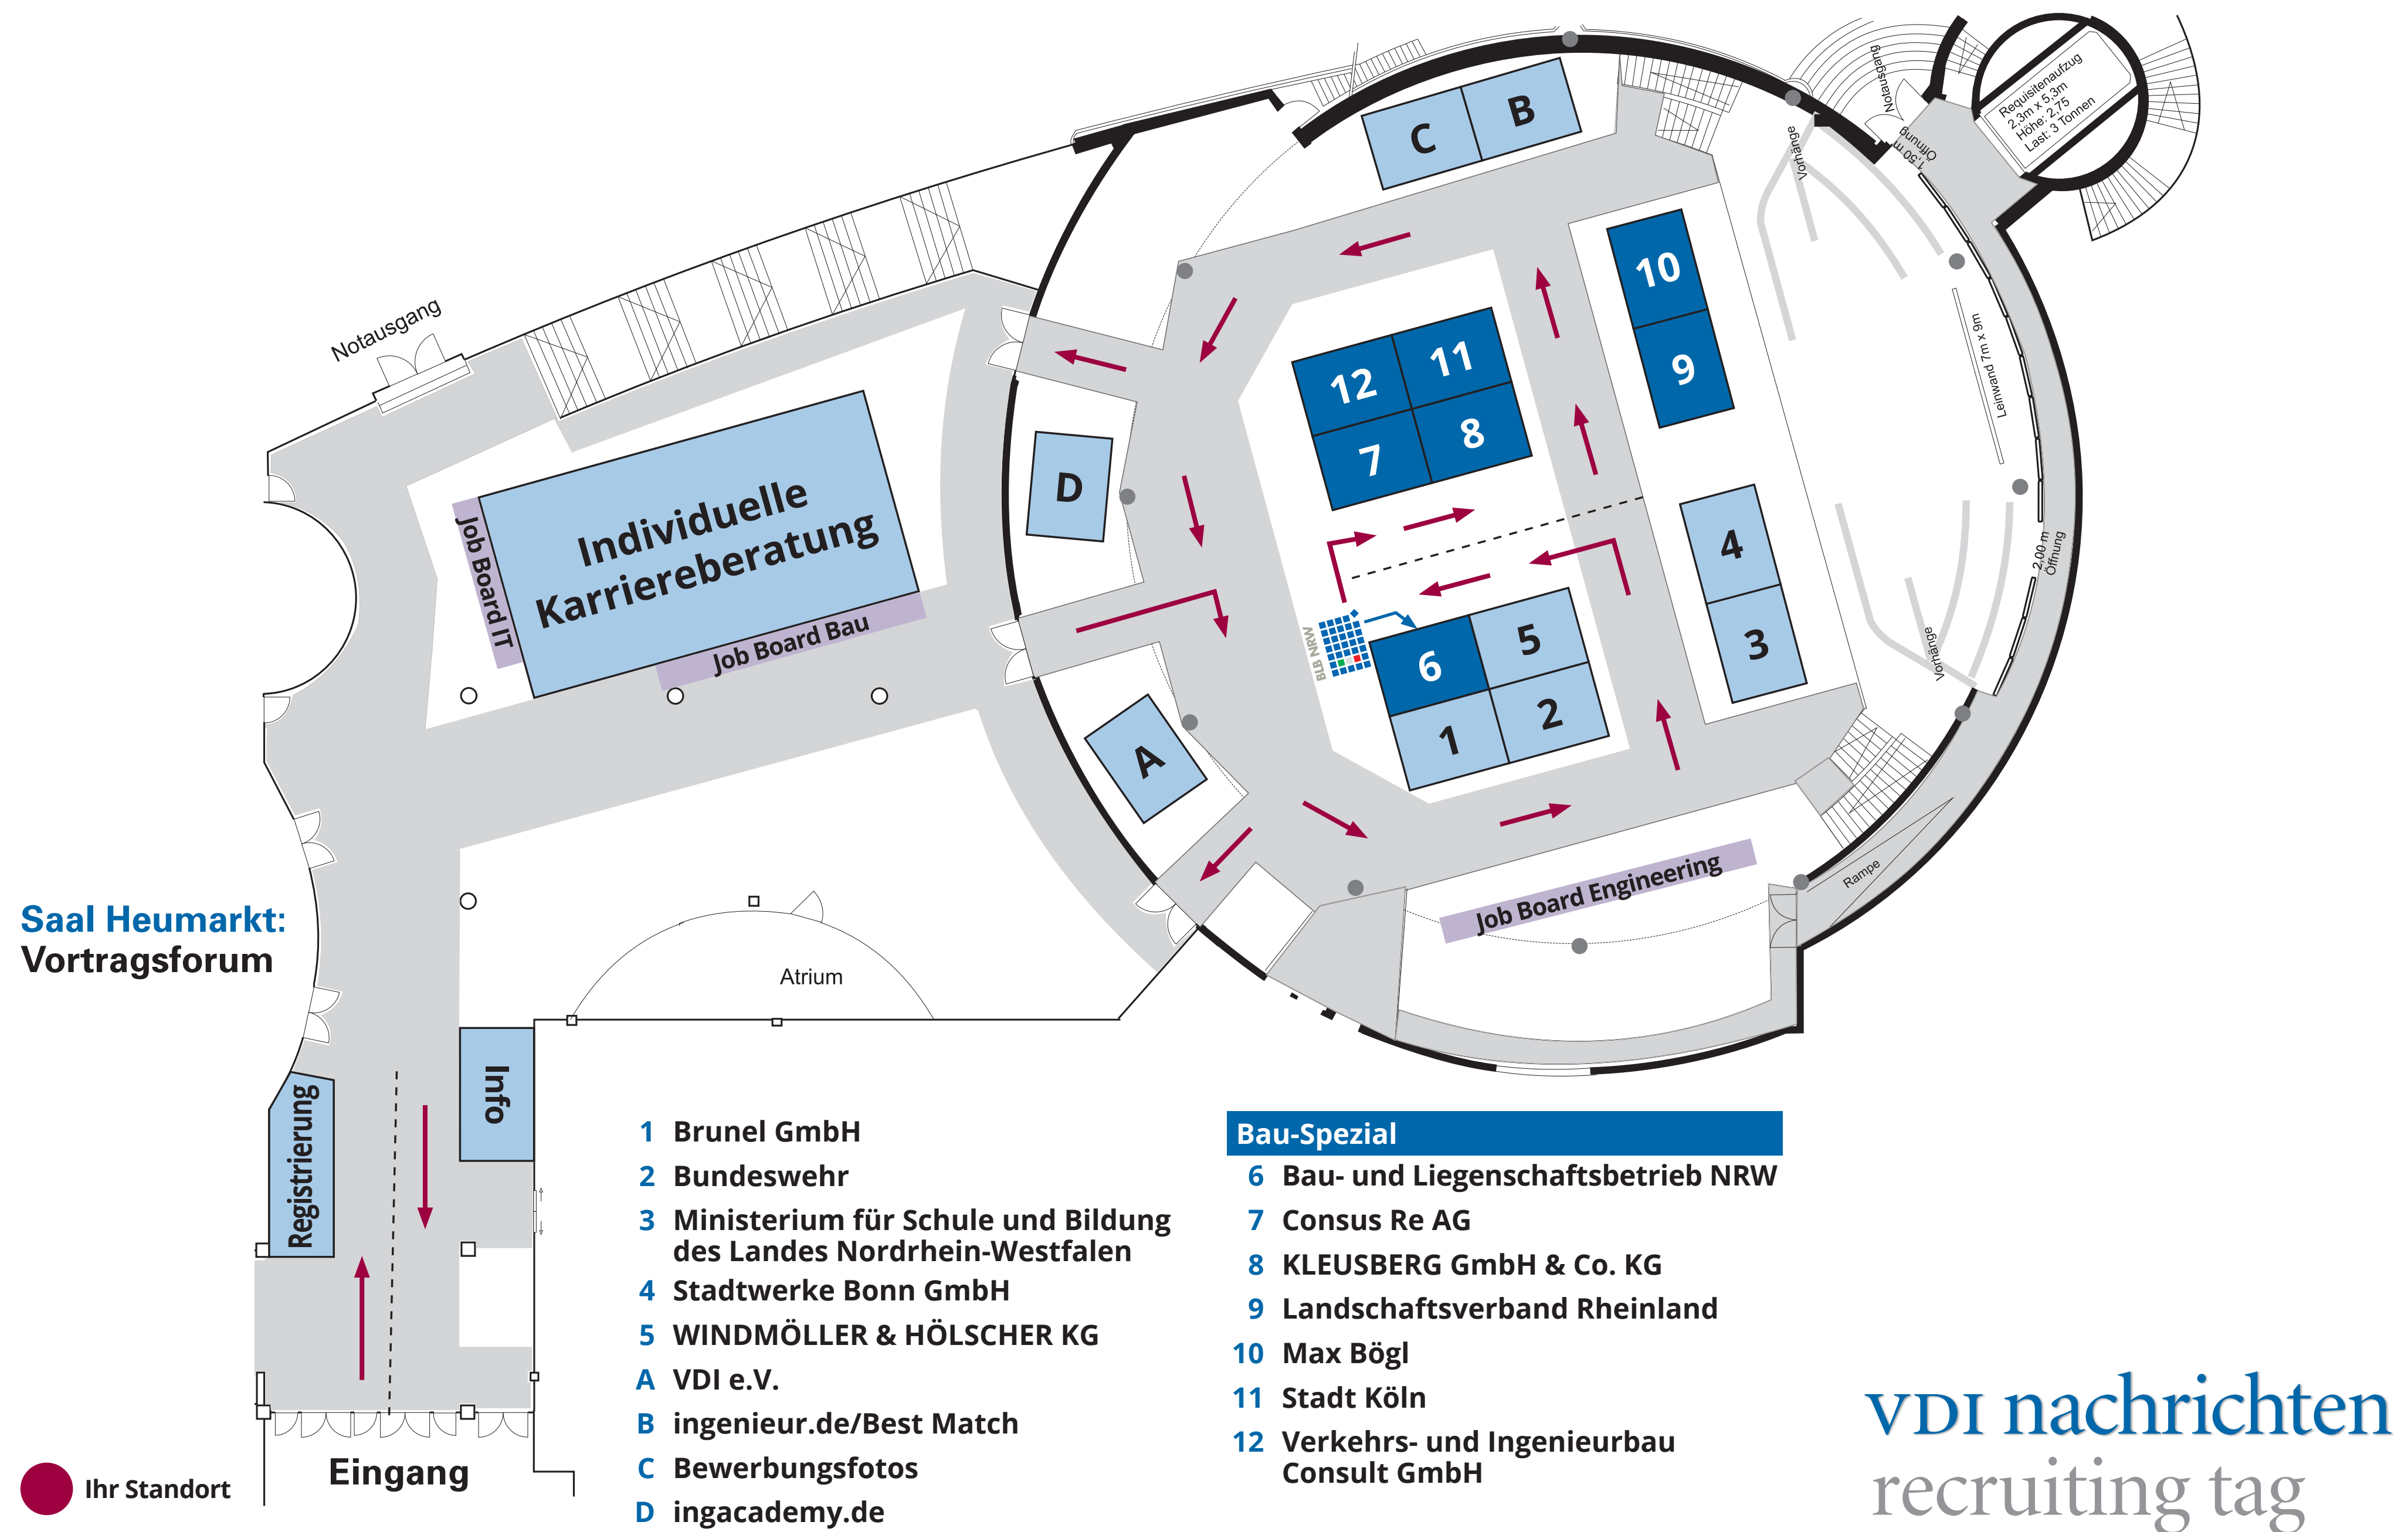 Notausgang
Requisitenaufzug
2,3m x 5,3m
Höhe: 2,75
Last: 3 Tonnen
Notausgang
1,50 m
Öffnung
Vorhänge
C
B
10
9
Leinwand 7m x 9m
12
11
7
8
D
Individuelle
Karriereberatung
Job Board IT
Job Board Bau
4
3
2,00 m
Öffnung
Vorhänge
BLB NRW
6
5
1
2
A
Rampe
Job Board Engineering
Saal Heumarkt:
Vortragsforum
Atrium
Info
Registrierung
Eingang
Ihr Standort
1 Brunel GmbH
2 Bundeswehr
3 Ministerium für Schule und Bildung
des Landes Nordrhein-Westfalen
4 Stadtwerke Bonn GmbH
5 WINDMÖLLER & HÖLSCHER KG
A VDI e.V.
B ingenieur.de/Best Match
C Bewerbungsfotos
D ingacademy.de
Bau-Spezial
6 Bau- und Liegenschaftsbetrieb NRW
7 Consus Re AG
8 KLEUSBERG GmbH & Co. KG
9 Landschaftsverband Rheinland
10 Max Bögl
11 Stadt Köln
12 Verkehrs- und Ingenieurbau
Consult GmbH
VDI nachrichten
recruiting tag